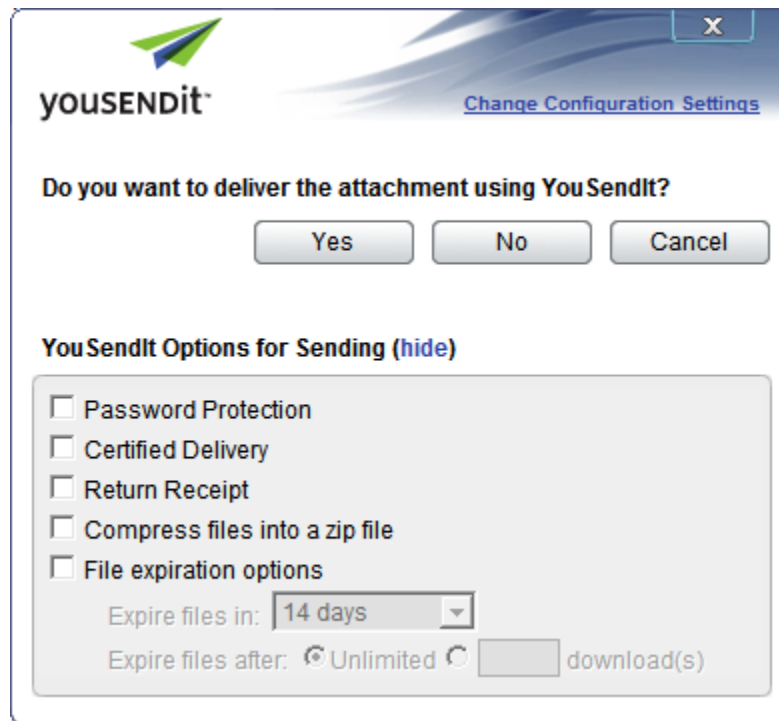 X
youSENDit™
Change Configuration Settings
Do you want to deliver the attachment using YouSendIt?
Yes No Cancel
YouSendIt Options for Sending (hide)
Password Protection
Certified Delivery
Return Receipt
Compress files into a zip file
File expiration options
Expire files in: 14 days
Expire files after: Unlimited download(s)